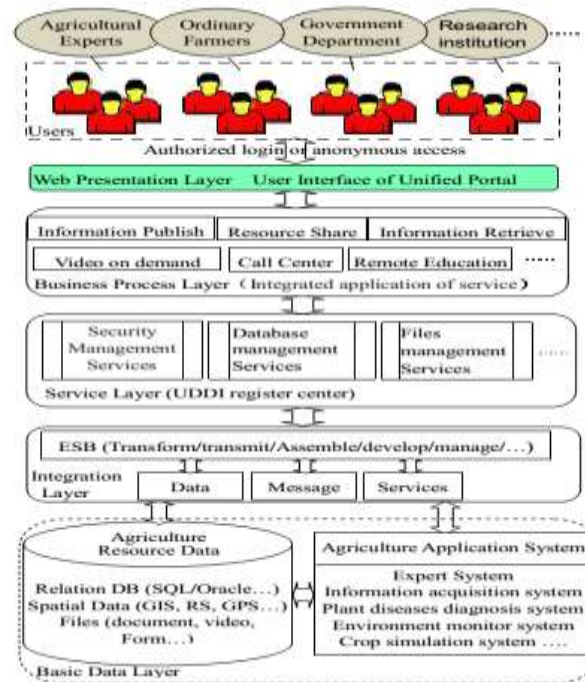 Agricultural Experts
Ordinary Farmers
Government Department
Research institution
Users
Authorized login or anonymous access
Web Presentation Layer User Interface of Unified Portal
Information Publish
Resource Share
Information Retrieve
Video on demand
Call Center
Remote Education
Business Process Layer (Integrated application of service)
Security
Management
Services
Database
management
Services
Files
management
Services
Service Layer (UDDI register center)
ESB (Transform/transmit/Assemble/develop/manage/…)
Integration
Layer
Data
Message
Services
Agriculture
Resource Data
Relation DB (SQL/Oracle…)
Spatial Data (GIS, RS, GPS…)
Files (document, video,
Form…)
Agriculture Application System
Expert System
Information acquisition system
Plant diseases diagnosis system
Environment monitor system
Crop simulation system ....
Basic Data Layer